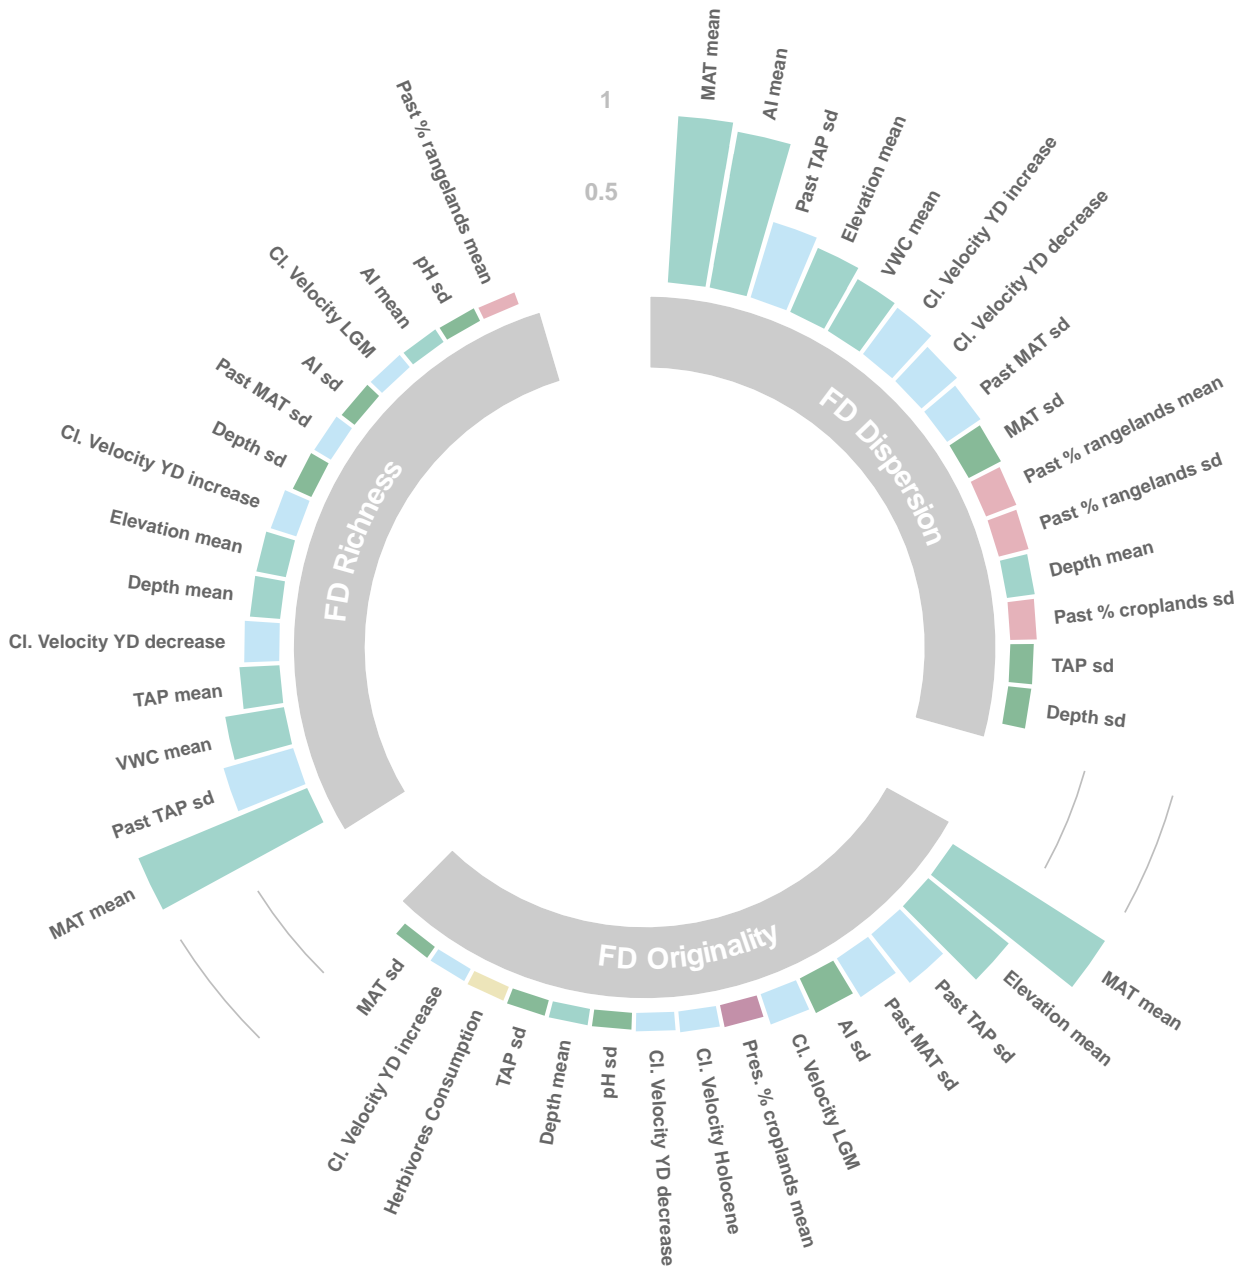 1
0.5
FD Dispersion
MAT mean
AI mean
Past TAP sd
Elevation mean
VWC mean
Cl. Velocity YD increase
Cl. Velocity YD decrease
Past MAT sd
MAT sd
Past % rangelands mean
Past % rangelands sd
Depth mean
Past % croplands sd
TAP sd
Depth sd
FD Originality
MAT mean
Elevation mean
Past TAP sd
Past MAT sd
AI sd
Cl. Velocity LGM
Pres. % croplands mean
Cl. Velocity Holocene
Cl. Velocity YD decrease
pH sd
Depth mean
TAP sd
Herbivores Consumption
Cl. Velocity YD increase
MAT sd
FD Richness
MAT mean
Past TAP sd
VWC mean
TAP mean
Cl. Velocity YD decrease
Depth mean
Elevation mean
Cl. Velocity YD increase
Depth sd
Past MAT sd
AI sd
Cl. Velocity LGM
AI mean
pH sd
Past % rangelands mean